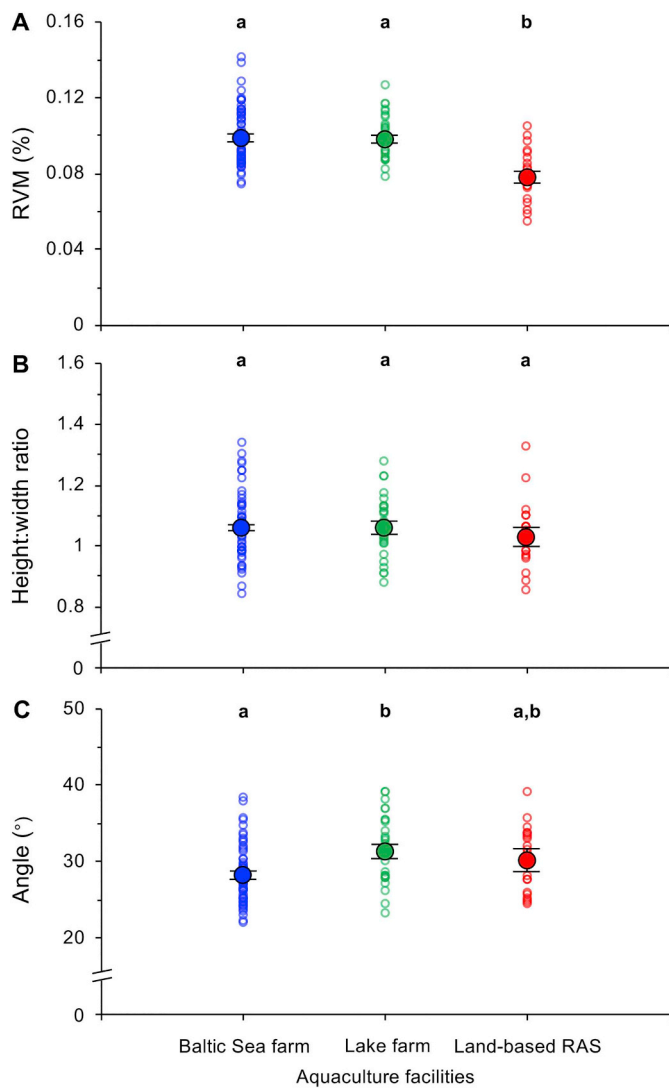 A
a a b
0.16
0.12
0.08
0.04
0
RVM (%)
B
a a a
1.6
1.4
1.2
1
0.8
0
Height:width ratio
C
a b a,b
50
40
30
20
0
Angle (°)
Baltic Sea farm Lake farm Land-based RAS
Aquaculture facilities